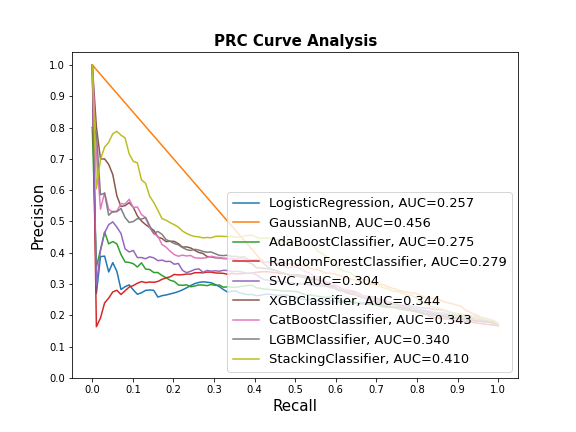 PRC Curve Analysis
Precision
1.0
0.9
0.8
0.7
0.6
0.5
0.4
0.3
0.2
0.1
0.0
LogisticRegression, AUC=0.257
GaussianNB, AUC=0.456
AdaBoostClassifier, AUC=0.275
RandomForestClassifier, AUC=0.279
SVC, AUC=0.304
XGBClassifier, AUC=0.344
CatBoostClassifier, AUC=0.343
LGBMClassifier, AUC=0.340
StackingClassifier, AUC=0.410
0.0 0.1 0.2 0.3 0.4 0.5 0.6 0.7 0.8 0.9 1.0
Recall